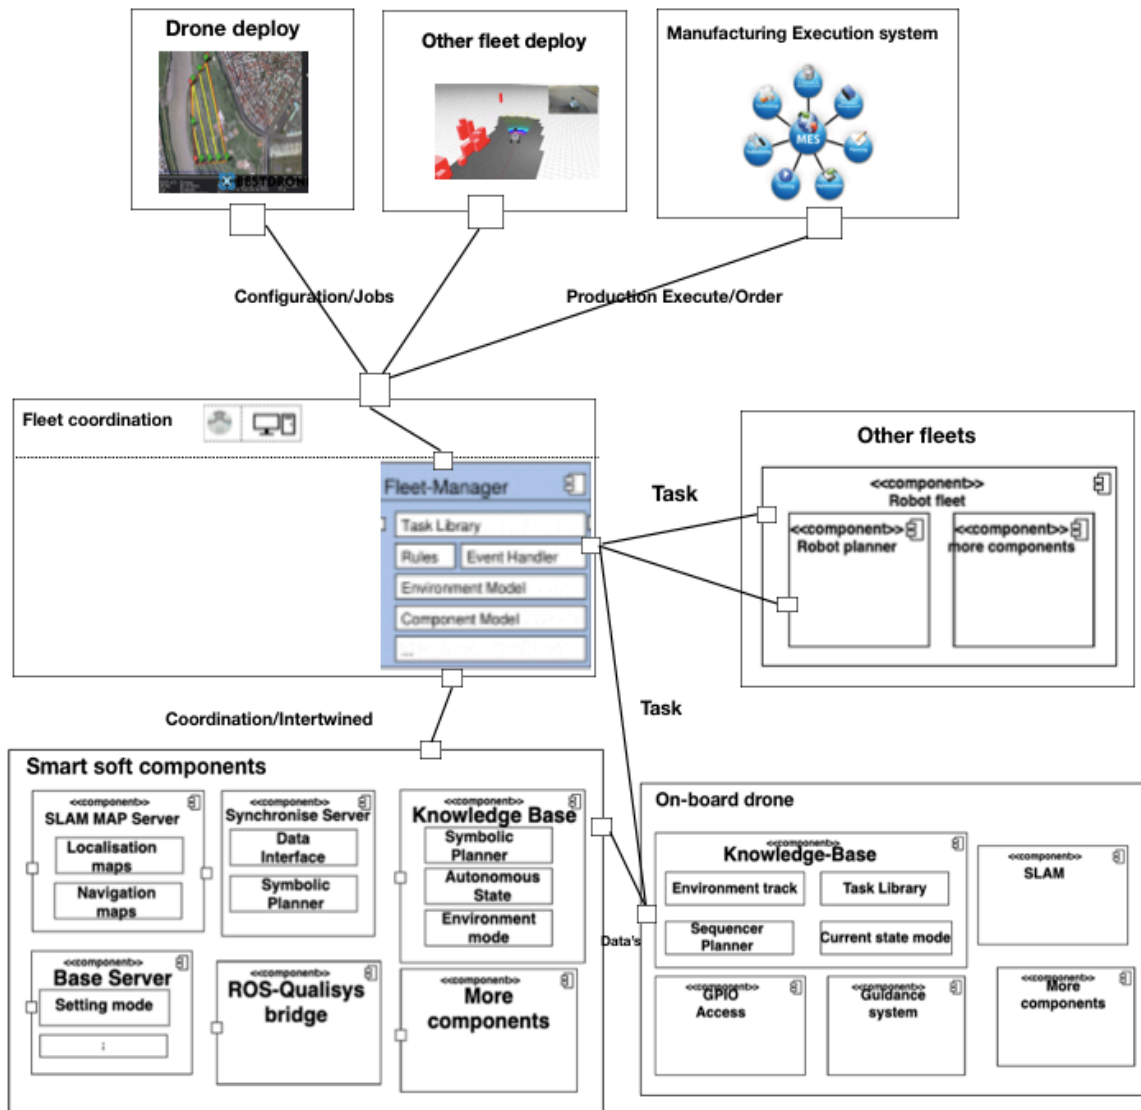 Drone deploy
Other fleet deploy
Manufacturing Execution system
BESTDRON
MES
Configuration/Jobs
Production Execute/Order
Fleet coordination
Fleet-Manager
Task Library
Rules
Event Handler
Environment Model
Component Model
...
Task
Other fleets
<<component>>
Robot fleet
<<component>>
Robot planner
<<component>>
more components
Coordination/Intertwined
Task
Smart soft components
<<component>>
SLAM MAP Server
Localisation
maps
Navigation
maps
<<component>>
Synchronise Server
Data
Interface
Symbolic
Planner
<<component>>
Knowledge Base
Symbolic
Planner
Autonomous
State
Environment
mode
<<component>>
Base Server
Setting mode
:
<<component>>
ROS-Qualisys
bridge
<<component>>
More
components
Data's
On-board drone
<<component>>
Knowledge-Base
Environment track
Task Library
Sequencer
Planner
Current state mode
<<component>>
SLAM
<<component>>
GPIO
Access
<<component>>
Guidance
system
<<component>>
More
components